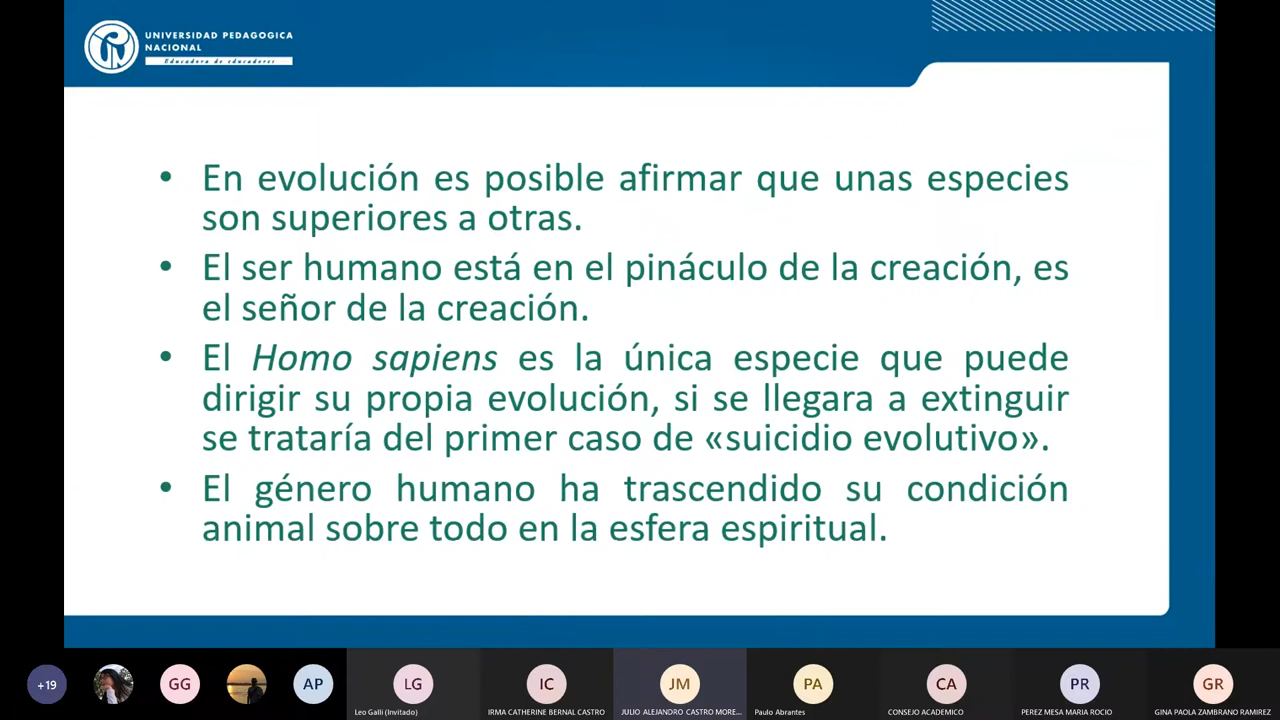 UNIVERSIDAD PEDAGOGICA
NACIONAL
Educadora de educadores
• En evolución es posible afirmar que unas especies
son superiores a otras.
• El ser humano está en el pináculo de la creación, es
el señor de la creación.
• El Homo sapiens es la única especie que puede
dirigir su propia evolución, si se llegara a extinguir
se trataría del primer caso de «suicidio evolutivo».
• El género humano ha trascendido su condición
animal sobre todo en la esfera espiritual.
+19 GG AP LG IC JM PA CA PR GR
Leo Galli (Invitado) IRMA CATHERINE BERNAL CASTRO JULIO ALEJANDRO CASTRO MORE... Paulo Abrantes CONSEJO ACADEMICO PEREZ MESA MARIA ROCIO GINA PAOLA ZAMBRANO RAMIREZ